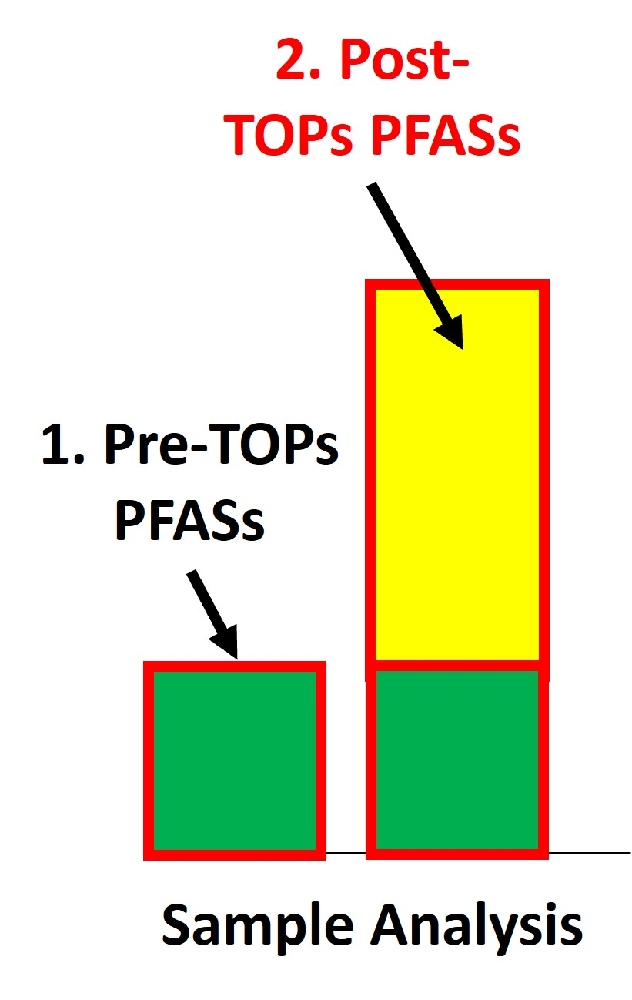 2. Post-
TOPs PFASs
1. Pre-TOPs
PFASs
Sample Analysis